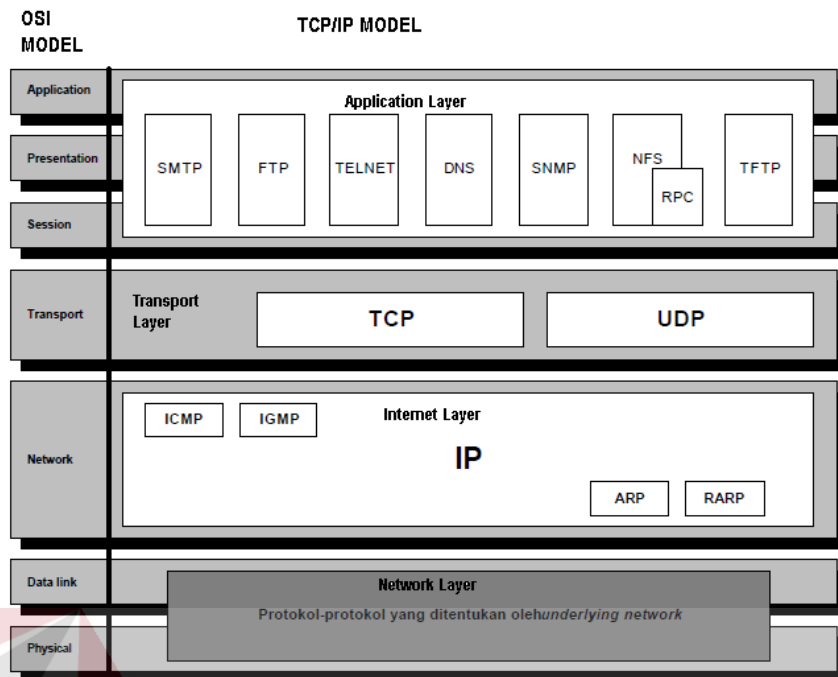 OSI
MODEL
TCP/IP MODEL
Application
Application Layer
Presentation
SMTP
FTP
TELNET
DNS
SNMP
NFS
RPC
TFTP
Session
Transport
Transport
Layer
TCP
UDP
Network
ICMP
IGMP
Internet Layer
IP
ARP
RARP
Data link
Network Layer
Protokol-protokol yang ditentukan olehunderlying network
Physical